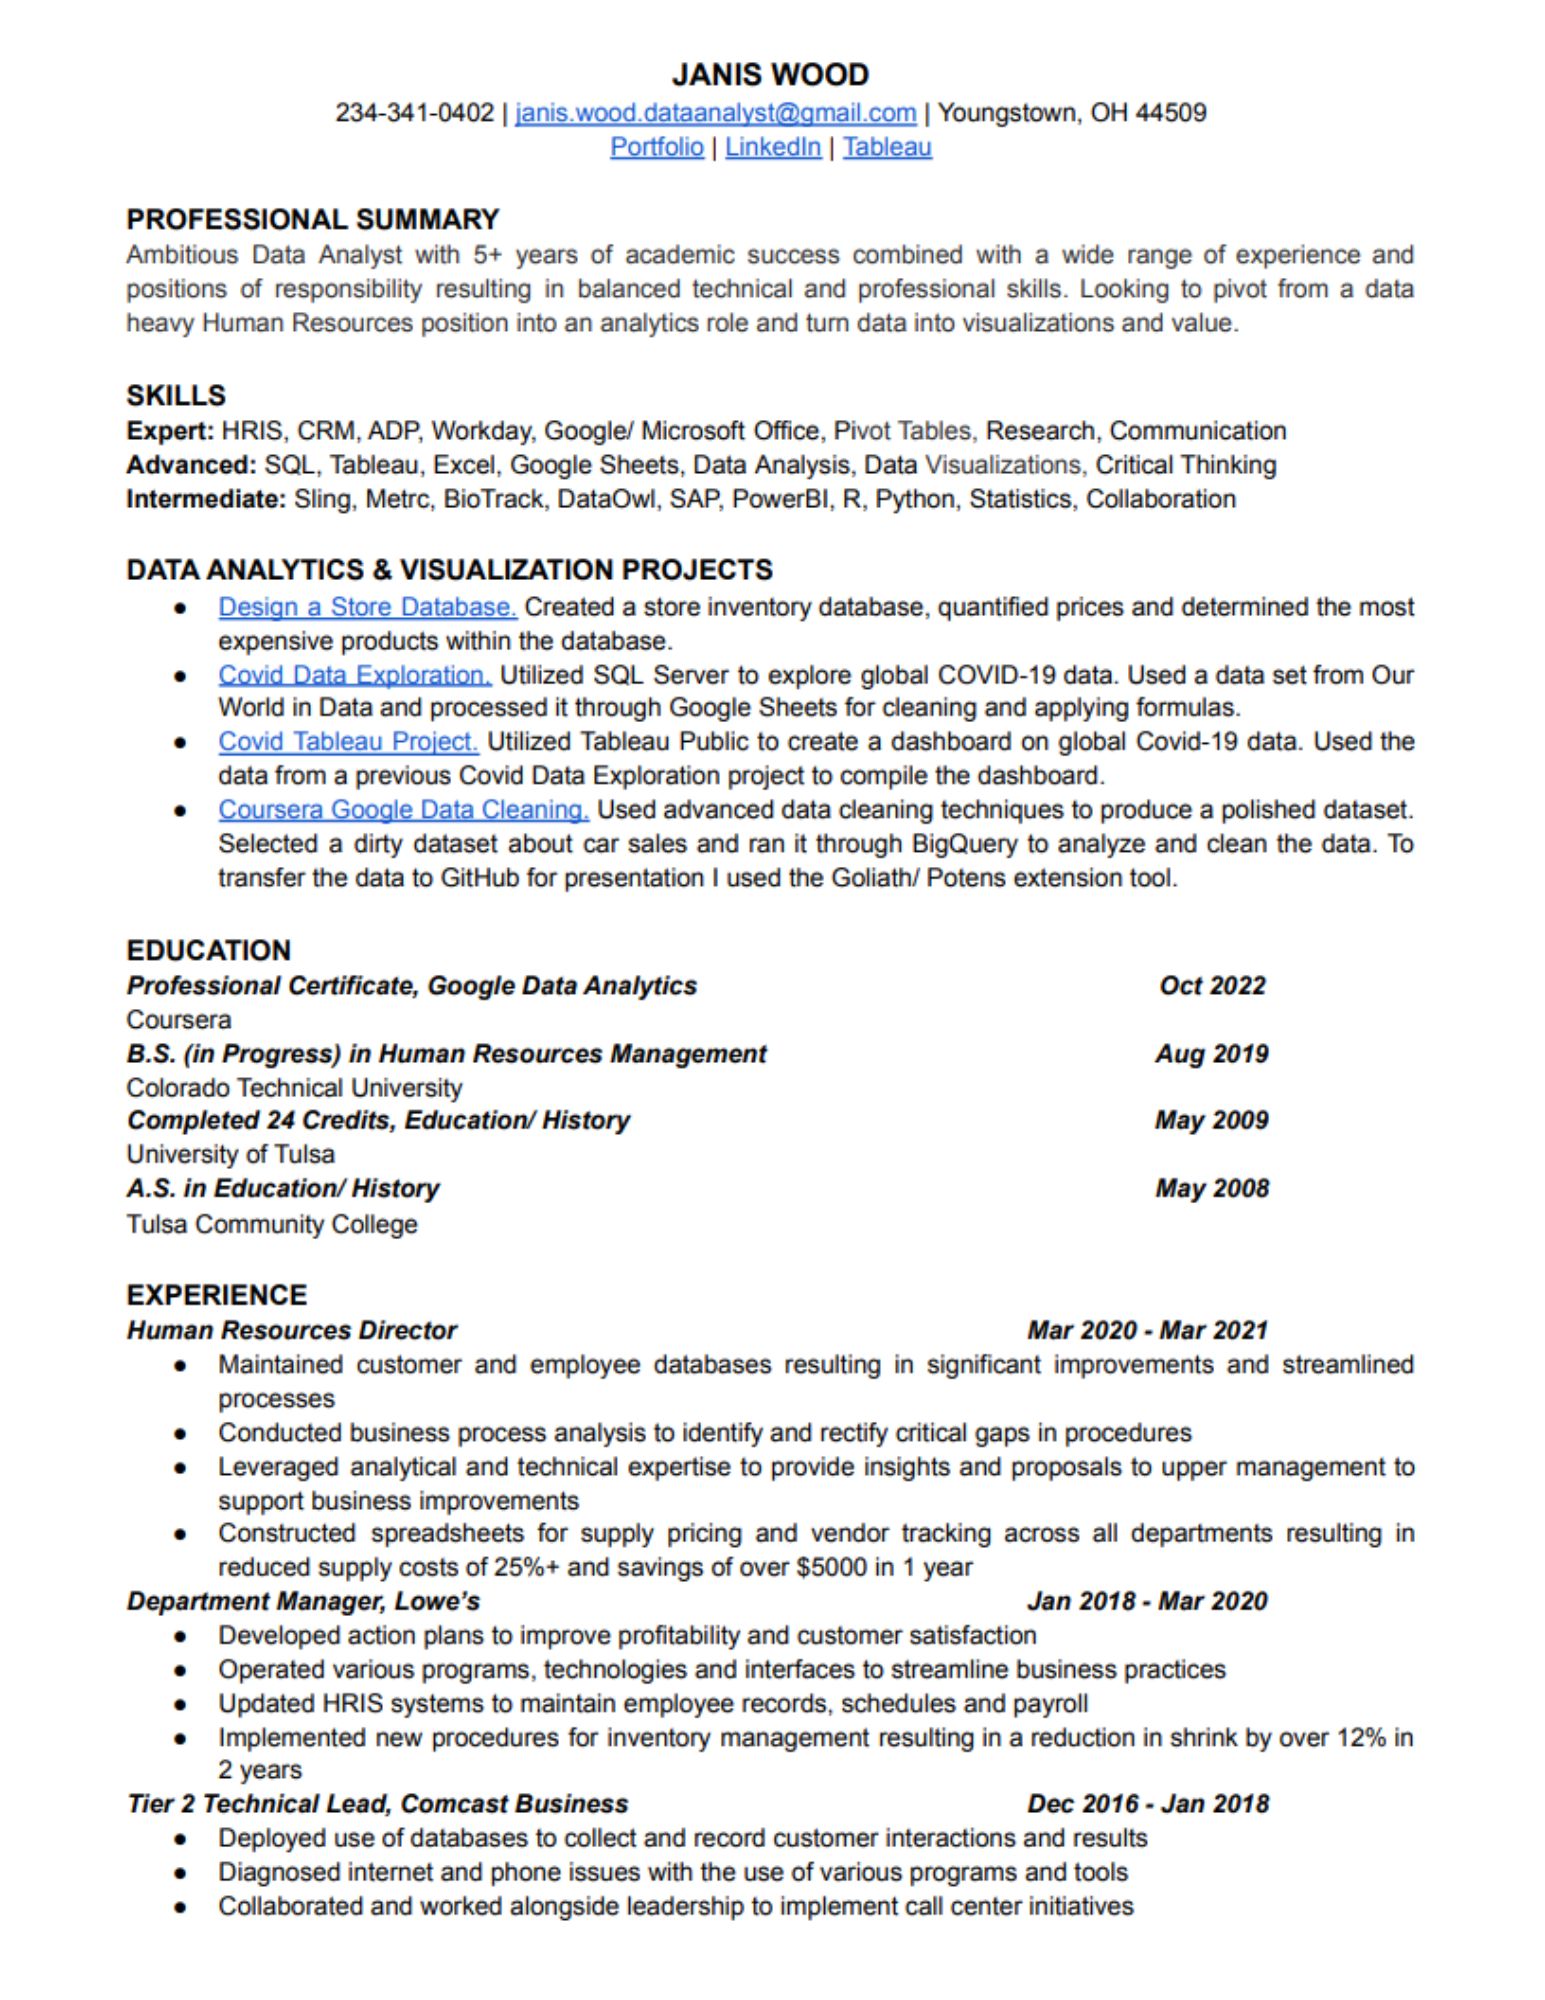 JANIS WOOD
234-341-0402 | janis.wood.dataanalyst@gmail.com | Youngstown, OH 44509
Portfolio | LinkedIn | Tableau
PROFESSIONAL SUMMARY
Ambitious Data Analyst with 5+ years of academic success combined with a wide range of experience and
positions of responsibility resulting in balanced technical and professional skills. Looking to pivot from a data
heavy Human Resources position into an analytics role and turn data into visualizations and value.
SKILLS
Expert: HRIS, CRM, ADP, Workday, Google/ Microsoft Office, Pivot Tables, Research, Communication
Advanced: SQL, Tableau, Excel, Google Sheets, Data Analysis, Data Visualizations, Critical Thinking
Intermediate: Sling, Metrc, BioTrack, DataOwl, SAP, PowerBI, R, Python, Statistics, Collaboration
DATA ANALYTICS & VISUALIZATION PROJECTS
● Design a Store Database. Created a store inventory database, quantified prices and determined the most
expensive products within the database.
● Covid Data Exploration. Utilized SQL Server to explore global COVID-19 data. Used a data set from Our
World in Data and processed it through Google Sheets for cleaning and applying formulas.
● Covid Tableau Project. Utilized Tableau Public to create a dashboard on global Covid-19 data. Used the
data from a previous Covid Data Exploration project to compile the dashboard.
● Coursera Google Data Cleaning. Used advanced data cleaning techniques to produce a polished dataset.
Selected a dirty dataset about car sales and ran it through BigQuery to analyze and clean the data. To
transfer the data to GitHub for presentation I used the Goliath/ Potens extension tool.
EDUCATION
Professional Certificate, Google Data Analytics Oct 2022
Coursera
B.S. (in Progress) in Human Resources Management Aug 2019
Colorado Technical University
Completed 24 Credits, Education/ History May 2009
University of Tulsa
A.S. in Education/ History May 2008
Tulsa Community College
EXPERIENCE
Human Resources Director Mar 2020 - Mar 2021
● Maintained customer and employee databases resulting in significant improvements and streamlined
processes
● Conducted business process analysis to identify and rectify critical gaps in procedures
● Leveraged analytical and technical expertise to provide insights and proposals to upper management to
support business improvements
● Constructed spreadsheets for supply pricing and vendor tracking across all departments resulting in
reduced supply costs of 25%+ and savings of over $5000 in 1 year
Department Manager, Lowe's Jan 2018 - Mar 2020
● Developed action plans to improve profitability and customer satisfaction
● Operated various programs, technologies and interfaces to streamline business practices
● Updated HRIS systems to maintain employee records, schedules and payroll
● Implemented new procedures for inventory management resulting in a reduction in shrink by over 12% in
2 years
Tier 2 Technical Lead, Comcast Business Dec 2016 - Jan 2018
● Deployed use of databases to collect and record customer interactions and results
● Diagnosed internet and phone issues with the use of various programs and tools
● Collaborated and worked alongside leadership to implement call center initiatives